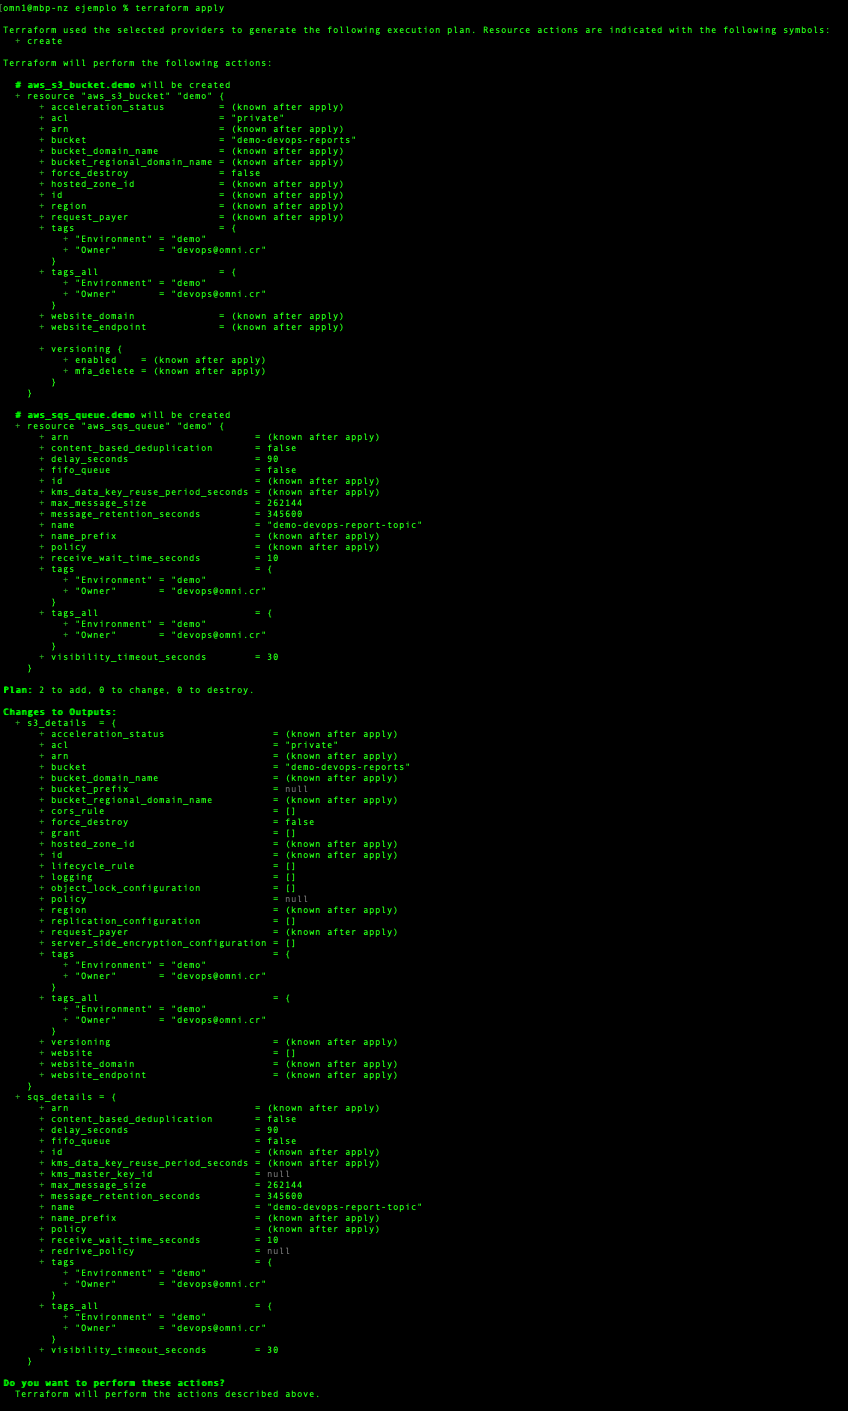 [omni@mbp-nz ejemplo % terraform apply
Terraform used the selected providers to generate the following execution plan. Resource actions are indicated with the following symbols:
  + create
Terraform will perform the following actions:
  # aws_s3_bucket.demo will be created
  + resource "aws_s3_bucket" "demo" {
      + acceleration_status         = (known after apply)
      + acl                         = "private"
      + arn                         = (known after apply)
      + bucket                      = "demo-devops-reports"
      + bucket_domain_name          = (known after apply)
      + bucket_regional_domain_name = (known after apply)
      + force_destroy               = false
      + hosted_zone_id              = (known after apply)
      + id                          = (known after apply)
      + region                      = (known after apply)
      + request_payer               = (known after apply)
      + tags                        = {
          + "Environment" = "demo"
          + "Owner"       = "devops@omni.cr"
        }
      + tags_all                    = {
          + "Environment" = "demo"
          + "Owner"       = "devops@omni.cr"
        }
      + website_domain              = (known after apply)
      + website_endpoint            = (known after apply)
      + versioning {
          + enabled    = (known after apply)
          + mfa_delete = (known after apply)
        }
    }
  # aws_sqs_queue.demo will be created
  + resource "aws_sqs_queue" "demo" {
      + arn                               = (known after apply)
      + content_based_deduplication       = false
      + delay_seconds                     = 90
      + fifo_queue                        = false
      + id                                = (known after apply)
      + kms_data_key_reuse_period_seconds = (known after apply)
      + max_message_size                  = 262144
      + message_retention_seconds         = 345600
      + name                              = "demo-devops-report-topic"
      + name_prefix                       = (known after apply)
      + policy                            = (known after apply)
      + receive_wait_time_seconds         = 10
      + tags                              = {
          + "Environment" = "demo"
          + "Owner"       = "devops@omni.cr"
        }
      + tags_all                          = {
          + "Environment" = "demo"
          + "Owner"       = "devops@omni.cr"
        }
      + visibility_timeout_seconds        = 30
    }
Plan: 2 to add, 0 to change, 0 to destroy.
Changes to Outputs:
  + s3_details  = {
      + acceleration_status                  = (known after apply)
      + acl                                  = "private"
      + arn                                  = (known after apply)
      + bucket                               = "demo-devops-reports"
      + bucket_domain_name                   = (known after apply)
      + bucket_prefix                        = null
      + bucket_regional_domain_name          = (known after apply)
      + cors_rule                            = []
      + force_destroy                        = false
      + grant                                = []
      + hosted_zone_id                       = (known after apply)
      + id                                   = (known after apply)
      + lifecycle_rule                       = []
      + logging                              = []
      + object_lock_configuration            = []
      + policy                               = null
      + region                               = (known after apply)
      + replication_configuration            = []
      + request_payer                        = (known after apply)
      + server_side_encryption_configuration = []
      + tags                                 = {
          + "Environment" = "demo"
          + "Owner"       = "devops@omni.cr"
        }
      + tags_all                             = {
          + "Environment" = "demo"
          + "Owner"       = "devops@omni.cr"
        }
      + versioning                           = (known after apply)
      + website                              = []
      + website_domain                       = (known after apply)
      + website_endpoint                     = (known after apply)
    }
  + sqs_details = {
      + arn                               = (known after apply)
      + content_based_deduplication       = false
      + delay_seconds                     = 90
      + fifo_queue                        = false
      + id                                = (known after apply)
      + kms_data_key_reuse_period_seconds = (known after apply)
      + kms_master_key_id                 = null
      + max_message_size                  = 262144
      + message_retention_seconds         = 345600
      + name                              = "demo-devops-report-topic"
      + name_prefix                       = (known after apply)
      + policy                            = (known after apply)
      + receive_wait_time_seconds         = 10
      + redrive_policy                    = null
      + tags                              = {
          + "Environment" = "demo"
          + "Owner"       = "devops@omni.cr"
        }
      + tags_all                          = {
          + "Environment" = "demo"
          + "Owner"       = "devops@omni.cr"
        }
      + visibility_timeout_seconds        = 30
    }
Do you want to perform these actions?
  Terraform will perform the actions described above.